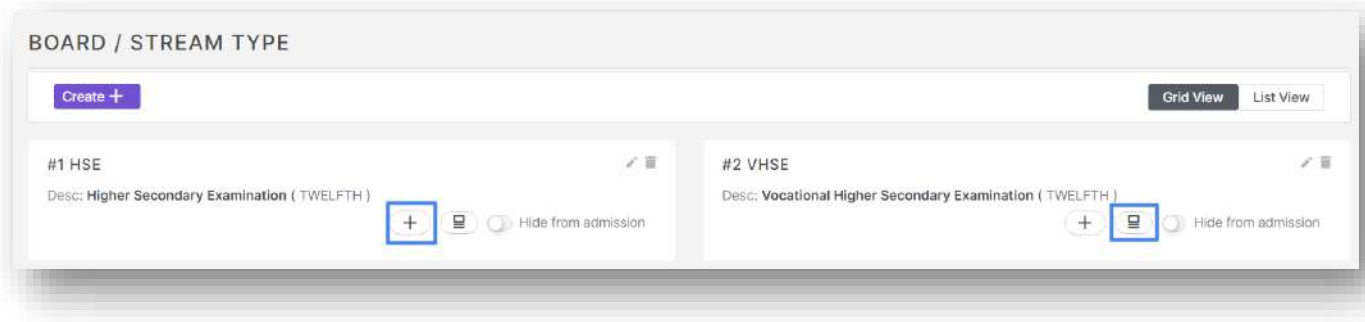 BOARD / STREAM TYPE
Create +
Grid View
List View
#1 HSE
Desc: Higher Secondary Examination ( TWELFTH )
+
Hide from admission
#2 VHSE
Desc: Vocational Higher Secondary Examination ( TWELFTH )
+
Hide from admission